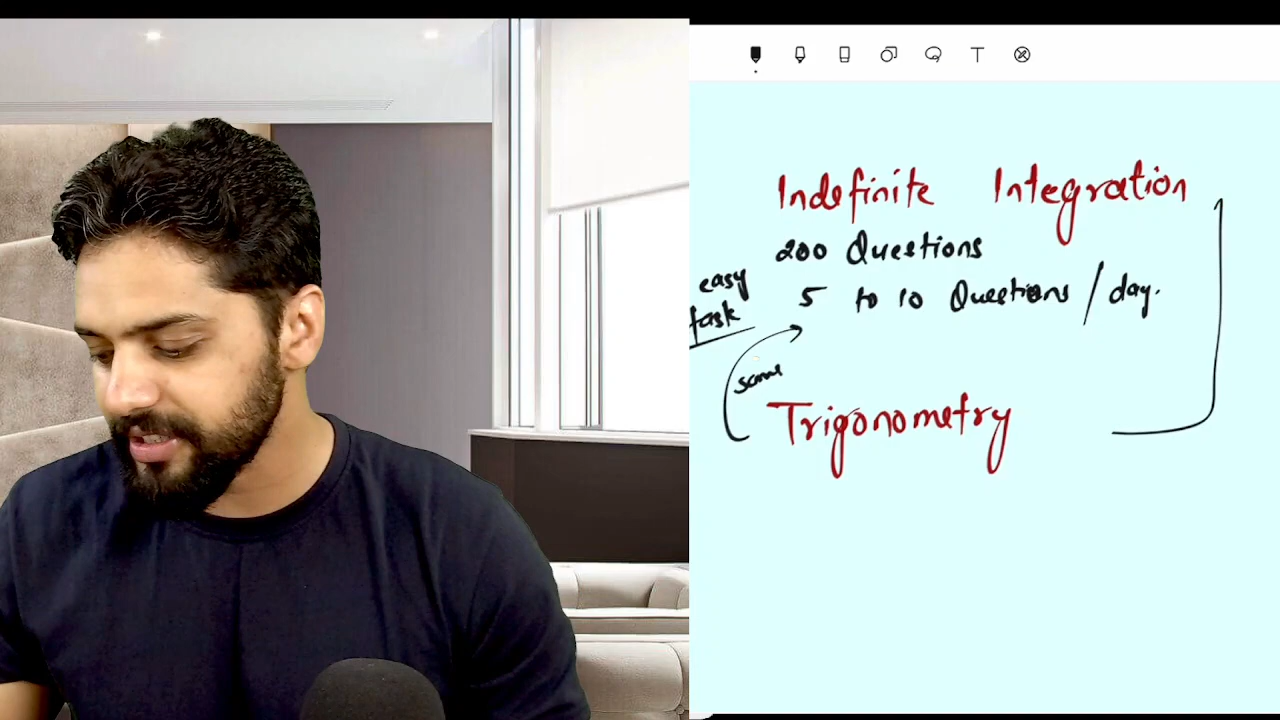 Indefinite Integration
200 Questions
easy
task
5 to 10 Questions / day.
same
Trigonometry